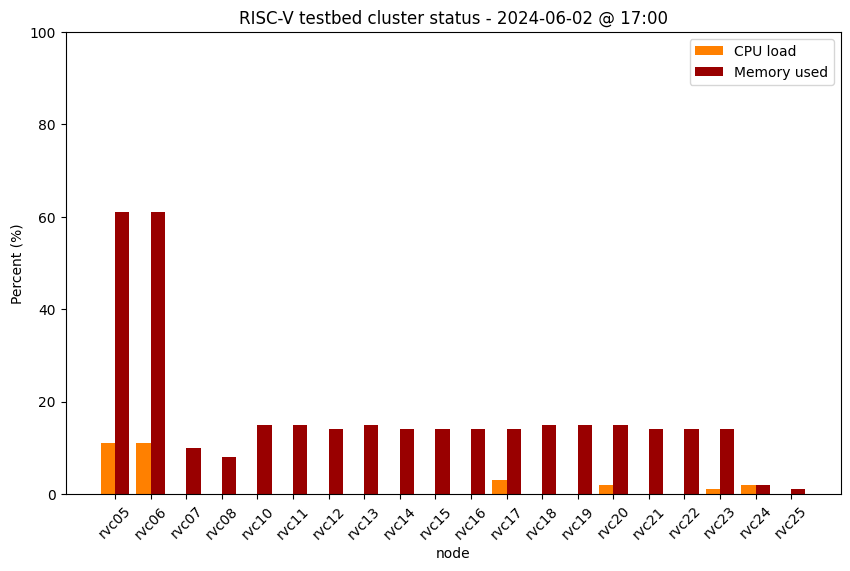 RISC-V testbed cluster status - 2024-06-02 @ 17:00
CPU load
Memory used
Percent (%)
100
80
60
40
20
0
rvc05
rvc06
rvc07
rvc08
rvc10
rvc11
rvc12
rvc13
rvc14
rvc15
rvc16
rvc17
rvc18
rvc19
rvc20
rvc21
rvc22
rvc23
rvc24
rvc25
node